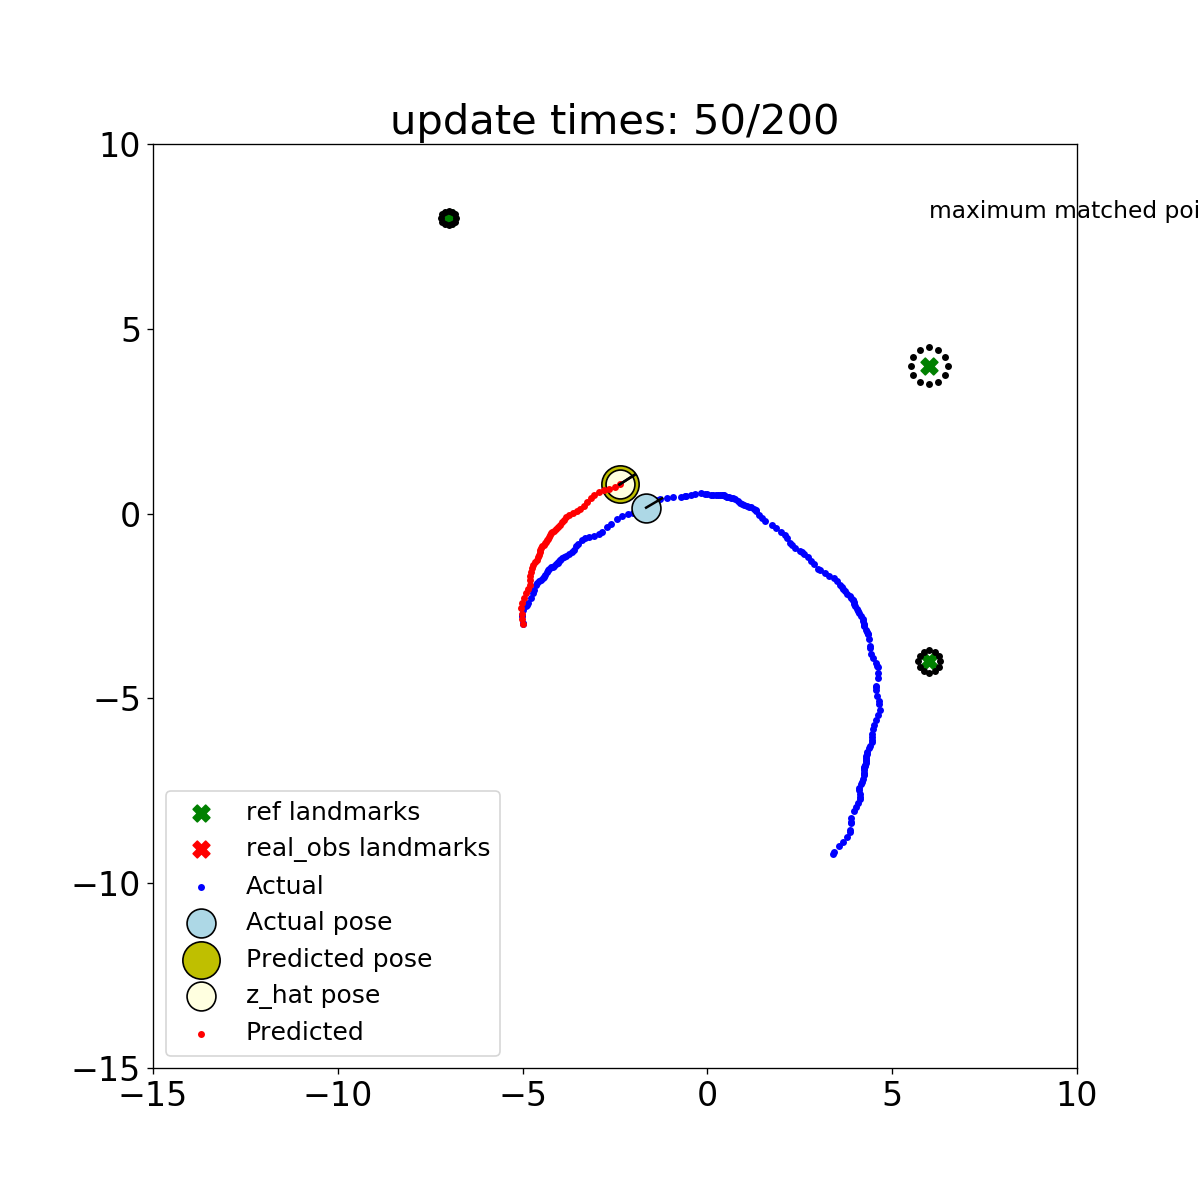 update times: 50/200
10
maximum matched poi
5
0
−5
−10
−15
ref landmarks
real_obs landmarks
Actual
Actual pose
Predicted pose
z_hat pose
Predicted
−15 −10 −5 0 5 10